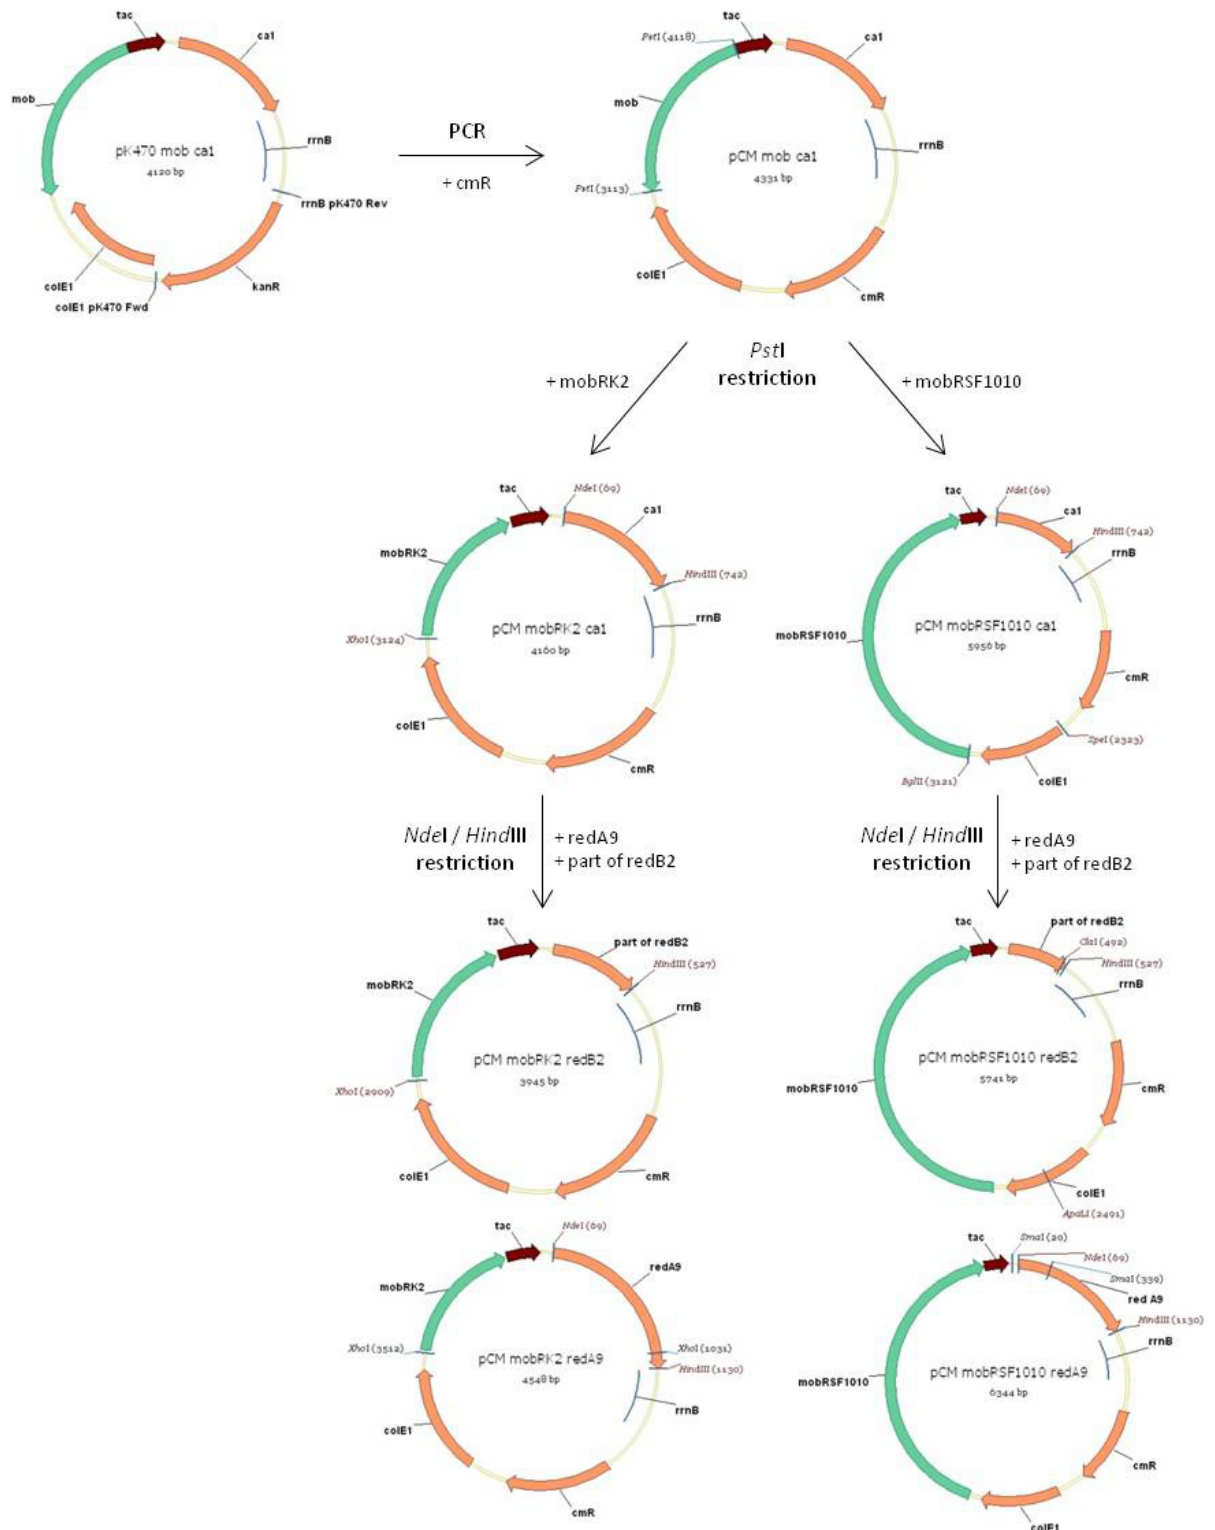 tac
ca1
mob
rrnB
pK470 mob ca1
4120 bp
rrnB pK470 Rev
colE1
colE1 pK470 Fwd
kanR
PCR
+ cmR
tac
PstI (4118)
ca1
mob
rrnB
pCM mob ca1
4331 bp
PstI (3113)
colE1
cmR
PstI
restriction
+ mobRK2
+ mobRSF1010
tac
NdeI (69)
ca1
mobRK2
HindIII (742)
rrnB
pCM mobRK2 ca1
4160 bp
XhoI (3124)
colE1
cmR
tac
NdeI (69)
ca1
HindIII (742)
rrnB
pCM mobRSF1010 ca1
5956 bp
mobRSF1010
cmR
SpeI (2323)
BglII (3121)
colE1
NdeI / HindIII
restriction
+ redA9
+ part of redB2
NdeI / HindIII
restriction
+ redA9
+ part of redB2
tac
part of redB2
HindIII (527)
mobRK2
rrnB
pCM mobRK2 redB2
3945 bp
XhoI (2909)
colE1
cmR
tac
part of redB2
ClaI (492)
HindIII (527)
rrnB
pCM mobRSF1010 redB2
5741 bp
mobRSF1010
cmR
colE1
ApaLI (2491)
tac
NdeI (69)
redA9
mobRK2
XhoI (3512)
XhoI (1031)
pCM mobRK2 redA9
4548 bp
HindIII (1130)
rrnB
colE1
cmR
tac
SmaI (20)
NdeI (69)
SmaI (339)
red A9
HindIII (1130)
rrnB
pCM mobRSF1010 redA9
6344 bp
mobRSF1010
cmR
colE1